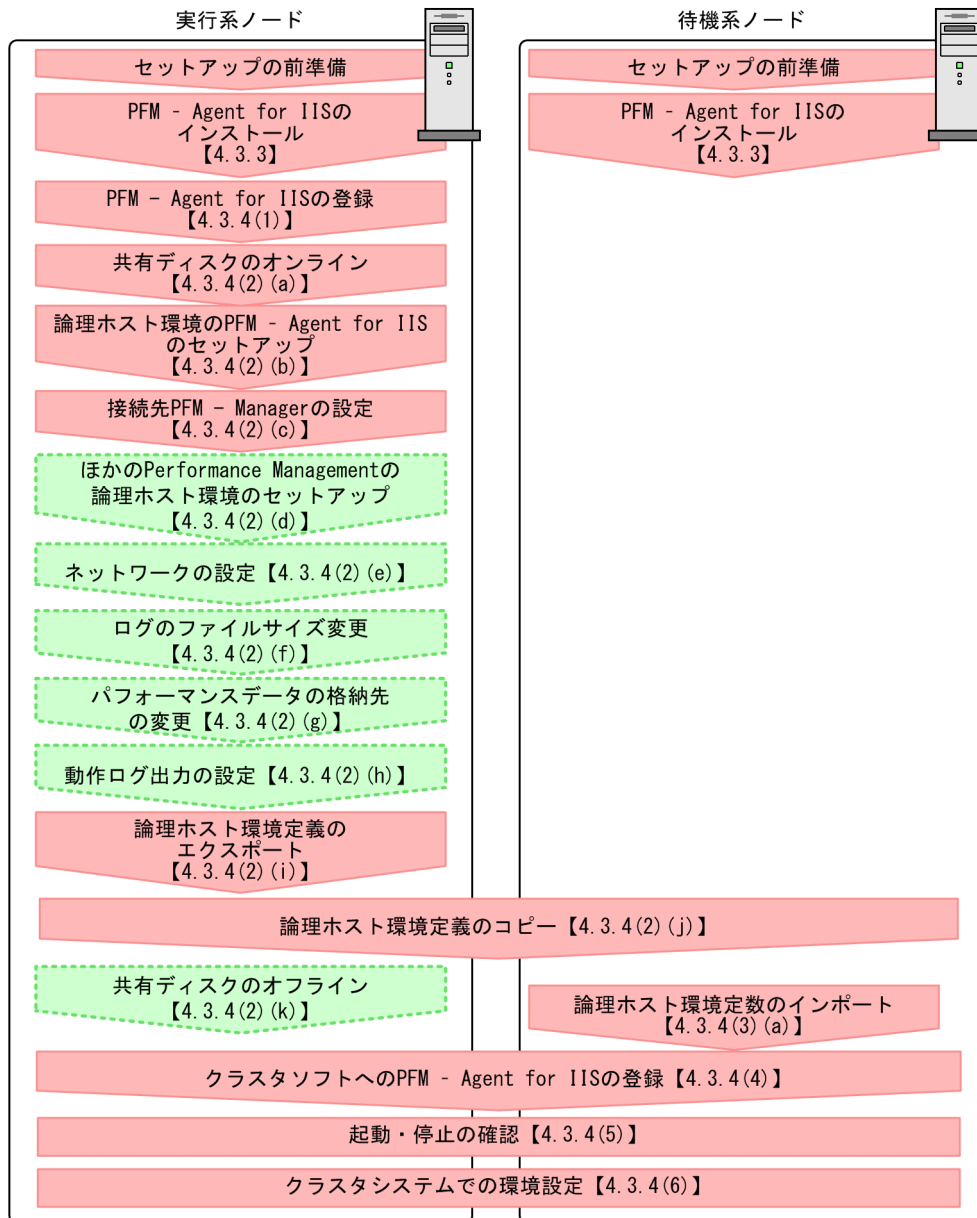 実行系ノード
待機系ノード
セットアップの前準備
セットアップの前準備
PFM - Agent for IISの
インストール
【4.3.3】
PFM - Agent for IISの
インストール
【4.3.3】
PFM − Agent for IISの登録
【4.3.4(1)】
共有ディスクのオンライン
【4.3.4(2)(a)】
論理ホスト環境のPFM - Agent for IIS
のセットアップ
【4.3.4(2)(b)】
接続先PFM − Managerの設定
【4.3.4(2)(c)】
ほかのPerformance Managementの
論理ホスト環境のセットアップ
【4.3.4(2)(d)】
ネットワークの設定【4.3.4(2)(e)】
ログのファイルサイズ変更
【4.3.4(2)(f)】
パフォーマンスデータの格納先
の変更【4.3.4(2)(g)】
動作ログ出力の設定【4.3.4(2)(h)】
論理ホスト環境定義の
エクスポート
【4.3.4(2)(i)】
論理ホスト環境定義のコピー【4.3.4(2)(j)】
共有ディスクのオフライン
【4.3.4(2)(k)】
論理ホスト環境定数のインポート
【4.3.4(3)(a)】
クラスタソフトへのPFM - Agent for IISの登録【4.3.4(4)】
起動・停止の確認【4.3.4(5)】
クラスタシステムでの環境設定【4.3.4(6)】